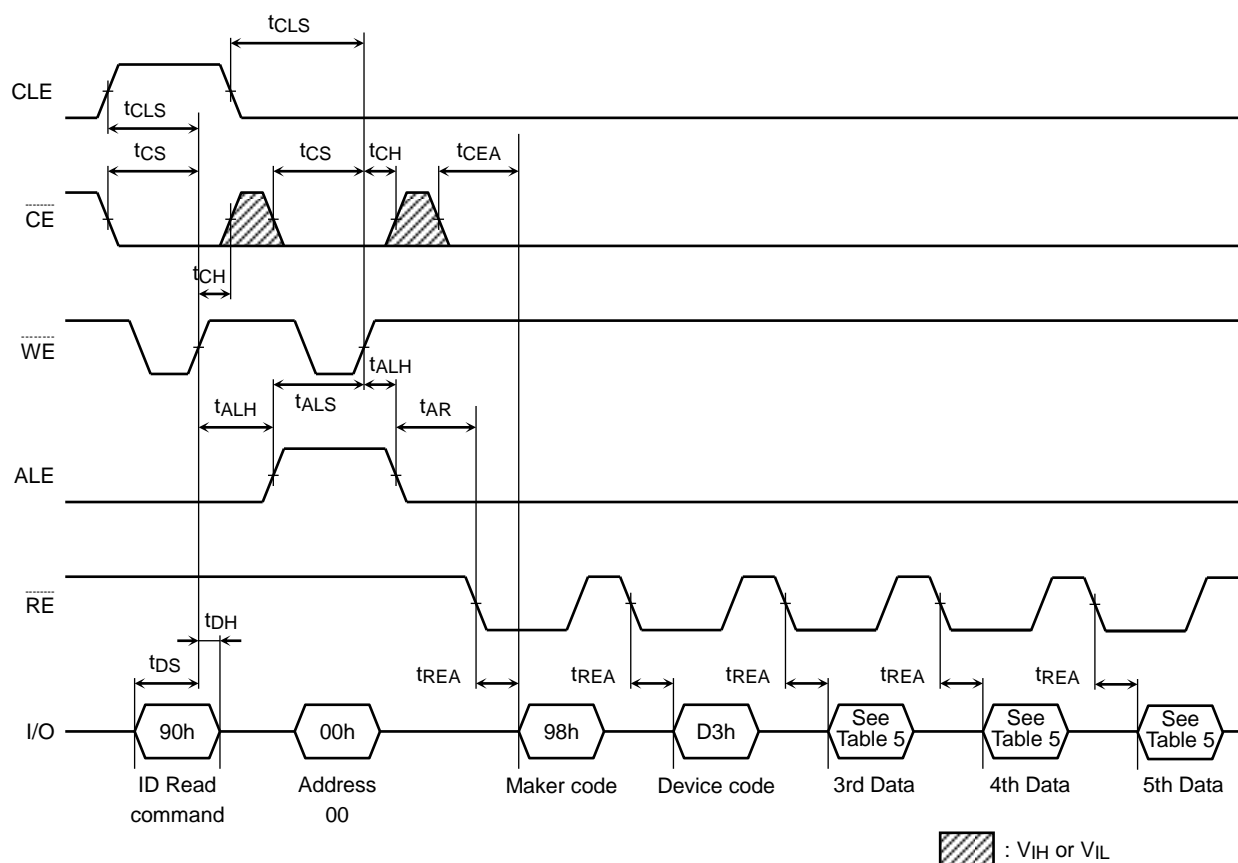 tCLS
CLE
tCLS
tCS
tCS
tCH
tCEA
CE
tCH
WE
tALH
tALH
tALS
tAR
ALE
RE
tDH
tDS
tREA
tREA
tREA
tREA
tREA
I/O
90h
00h
98h
D3h
See
Table 5
See
Table 5
See
Table 5
ID Read
command
Address
00
Maker code
Device code
3rd Data
4th Data
5th Data
: VIH or VIL